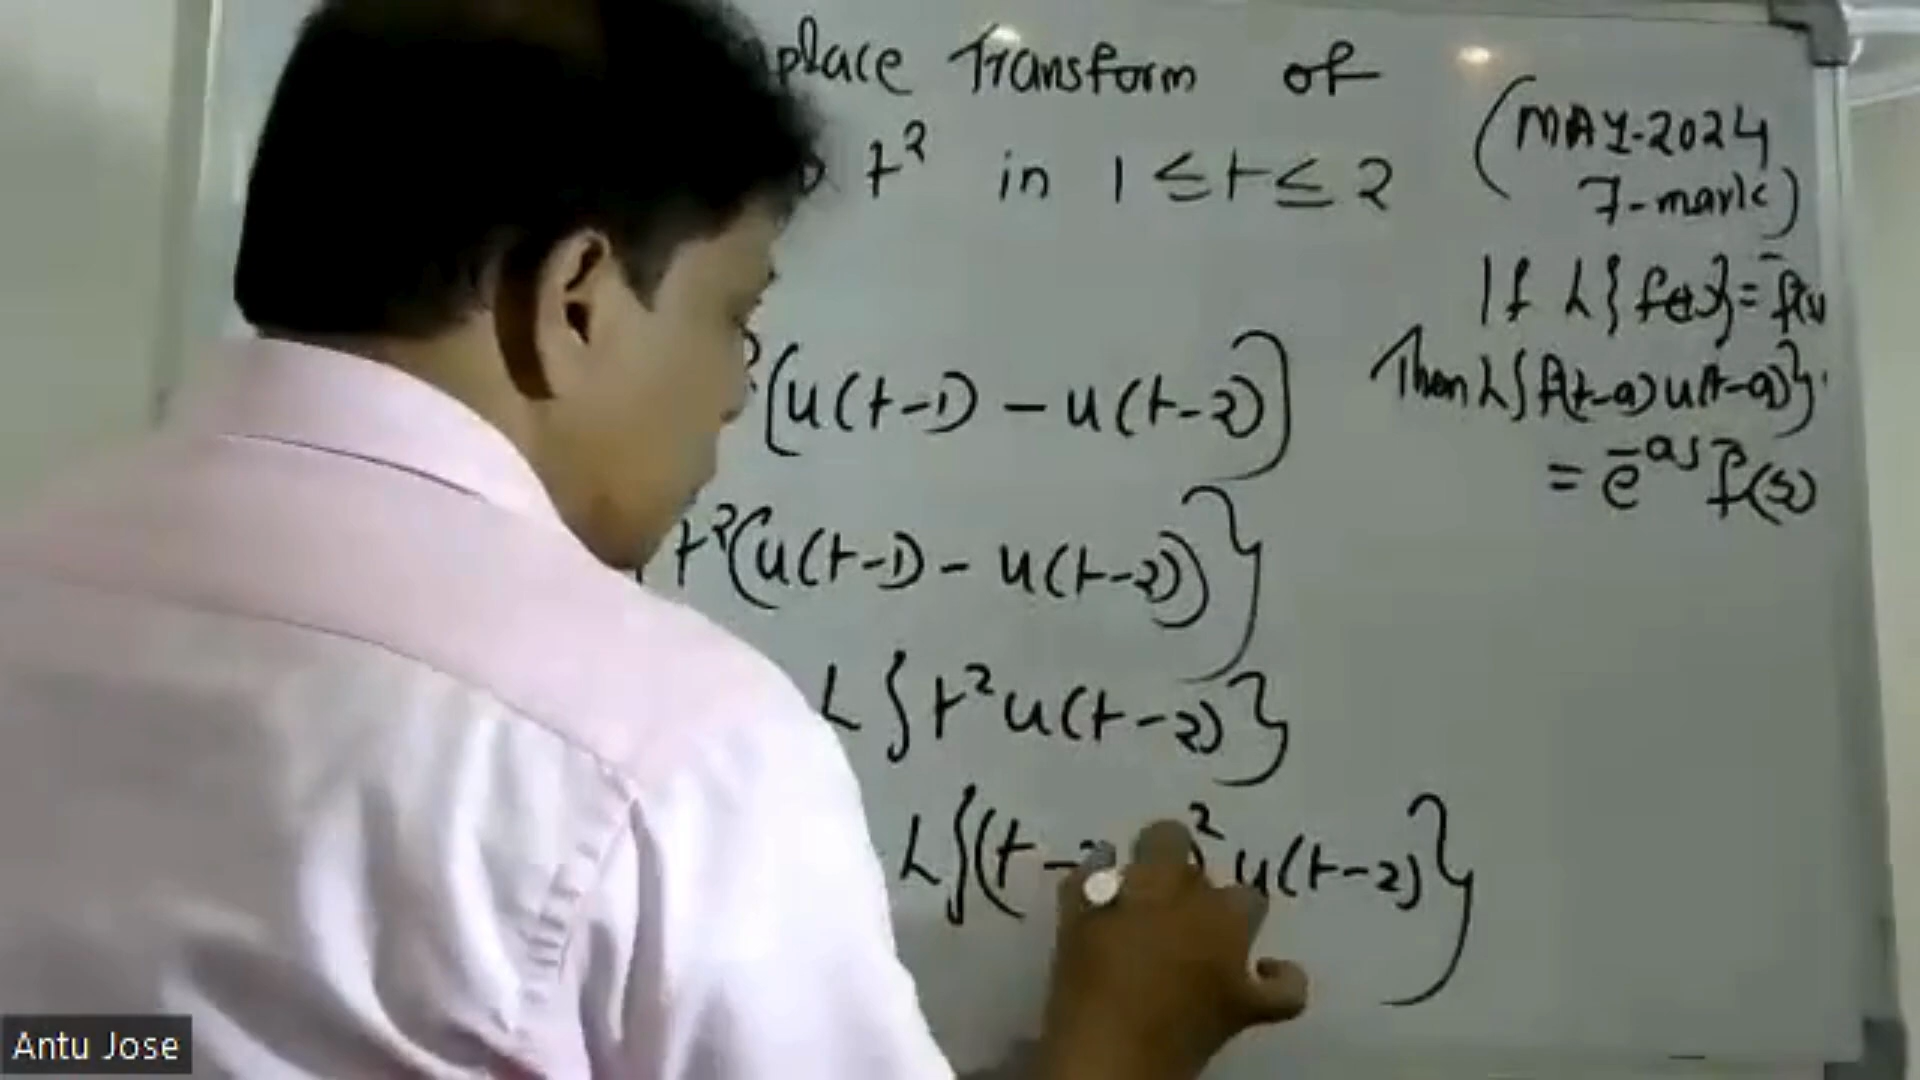 place Transform of
t² in 1 ≤ t ≤ 2
(MAY-2024
7-mark)
If L{f(t)} = f̄(s)
Then L{f(t-a) u(t-a)}
= e^-as f̄(s)
[u(t-1) - u(t-2)]
t²(u(t-1) - u(t-2))}
L{t² u(t-2)}
L{(t-2 )² u(t-2)}
Antu Jose